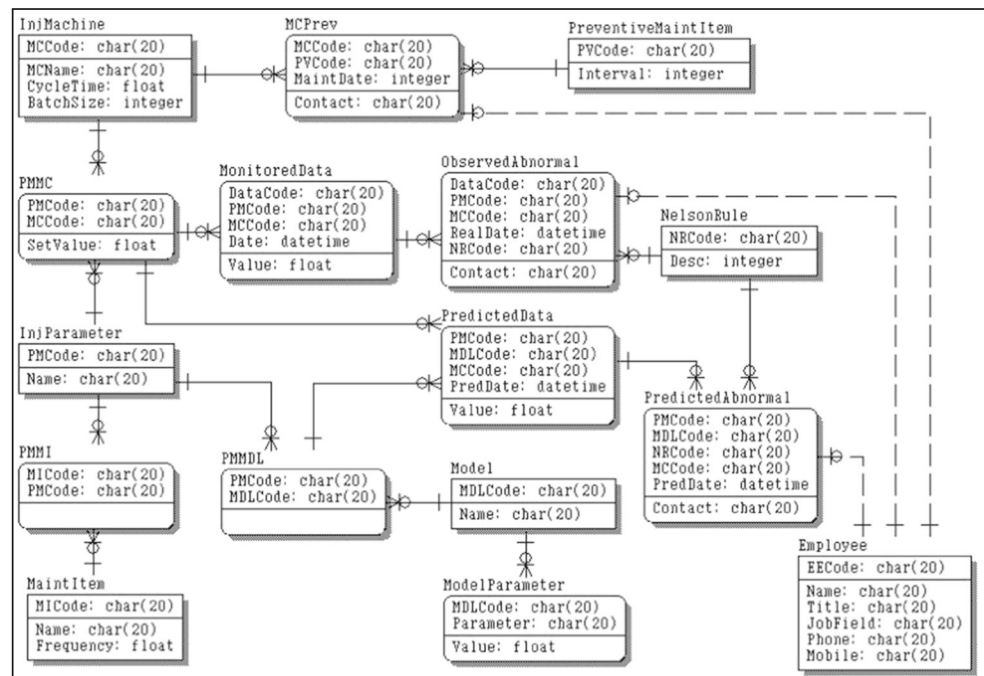 InjMachine
MCCode: char(20)
MCName: char(20)
CycleTime: float
BatchSize: integer
MCPrev
MCCode: char(20)
PVCode: char(20)
MaintDate: integer
Contact: char(20)
PreventiveMaintItem
PVCode: char(20)
Interval: integer
PMMC
PMCode: char(20)
MCCode: char(20)
SetValue: float
MonitoredData
DataCode: char(20)
PMCode: char(20)
MCCode: char(20)
Date: datetime
Value: float
ObservedAbnormal
DataCode: char(20)
PMCode: char(20)
MCCode: char(20)
RealDate: datetime
NRCode: char(20)
Contact: char(20)
NelsonRule
NRCode: char(20)
Desc: integer
InjParameter
PMCode: char(20)
Name: char(20)
PredictedData
PMCode: char(20)
MDLCode: char(20)
MCCode: char(20)
PredDate: datetime
Value: float
PredictedAbnormal
PMCode: char(20)
MDLCode: char(20)
NRCode: char(20)
MCCode: char(20)
PredDate: datetime
Contact: char(20)
PMMI
MICode: char(20)
PMCode: char(20)
PMMDL
PMCode: char(20)
MDLCode: char(20)
Model
MDLCode: char(20)
Name: char(20)
MaintItem
MICode: char(20)
Name: char(20)
Frequency: float
ModelParameter
MDLCode: char(20)
Parameter: char(20)
Value: float
Employee
EECode: char(20)
Name: char(20)
Title: char(20)
JobField: char(20)
Phone: char(20)
Mobile: char(20)